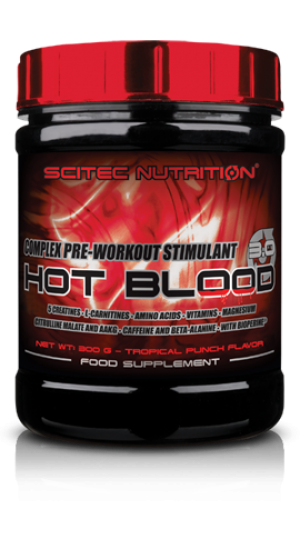 SCITEC NUTRITION®
COMPLEX PRE-WORKOUT STIMULANT
3.0
HOT BLOOD
5 CREATINES - L-CARNITINES - AMINO ACIDS - VITAMINS - MAGNESIUM
CITRULLINE MALATE AND AAKG - CAFFEINE AND BETA-ALANINE - WITH BIOPERINE®
NET WT: 300 G - TROPICAL PUNCH FLAVOR
FOOD SUPPLEMENT